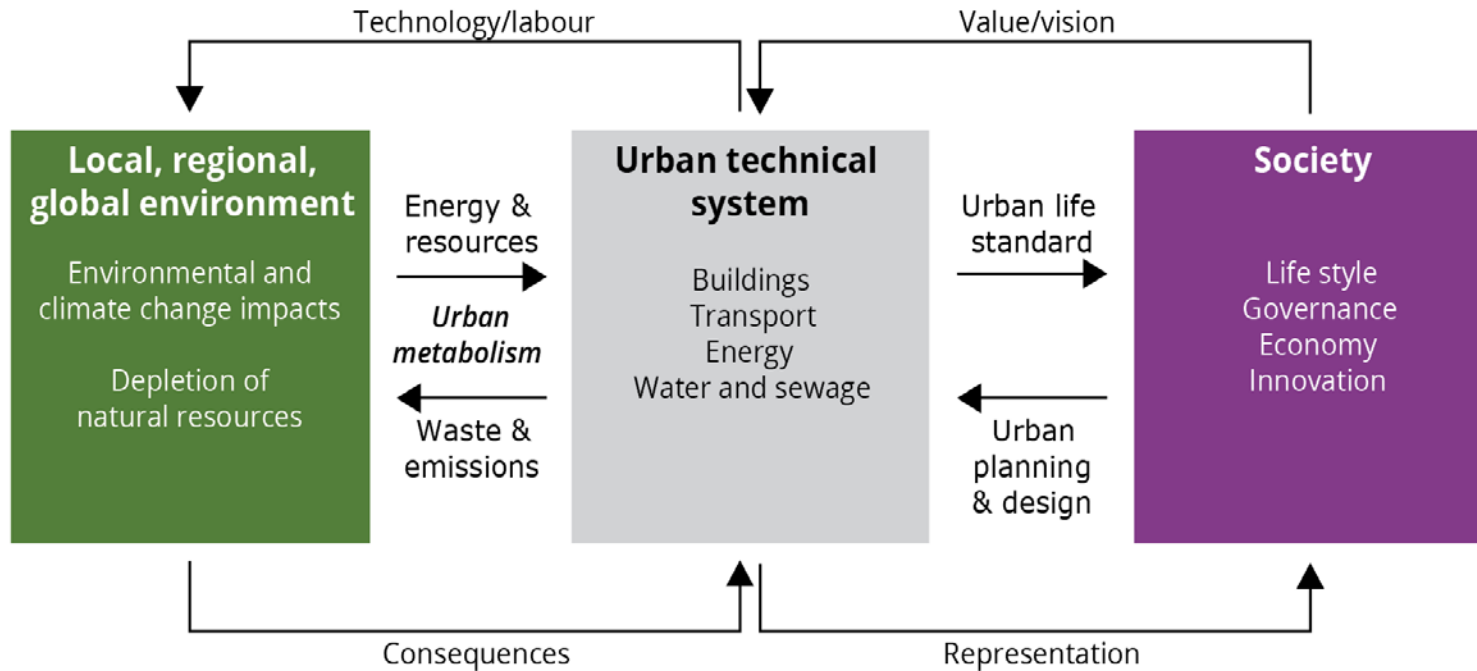 Technology/labour
Value/vision
Local, regional,
global environment
Environmental and
climate change impacts
Depletion of
natural resources
Energy &
resources
Urban
metabolism
Waste &
emissions
Urban technical
system
Buildings
Transport
Energy
Water and sewage
Urban life
standard
Urban
planning
& design
Society
Life style
Governance
Economy
Innovation
Consequences
Representation